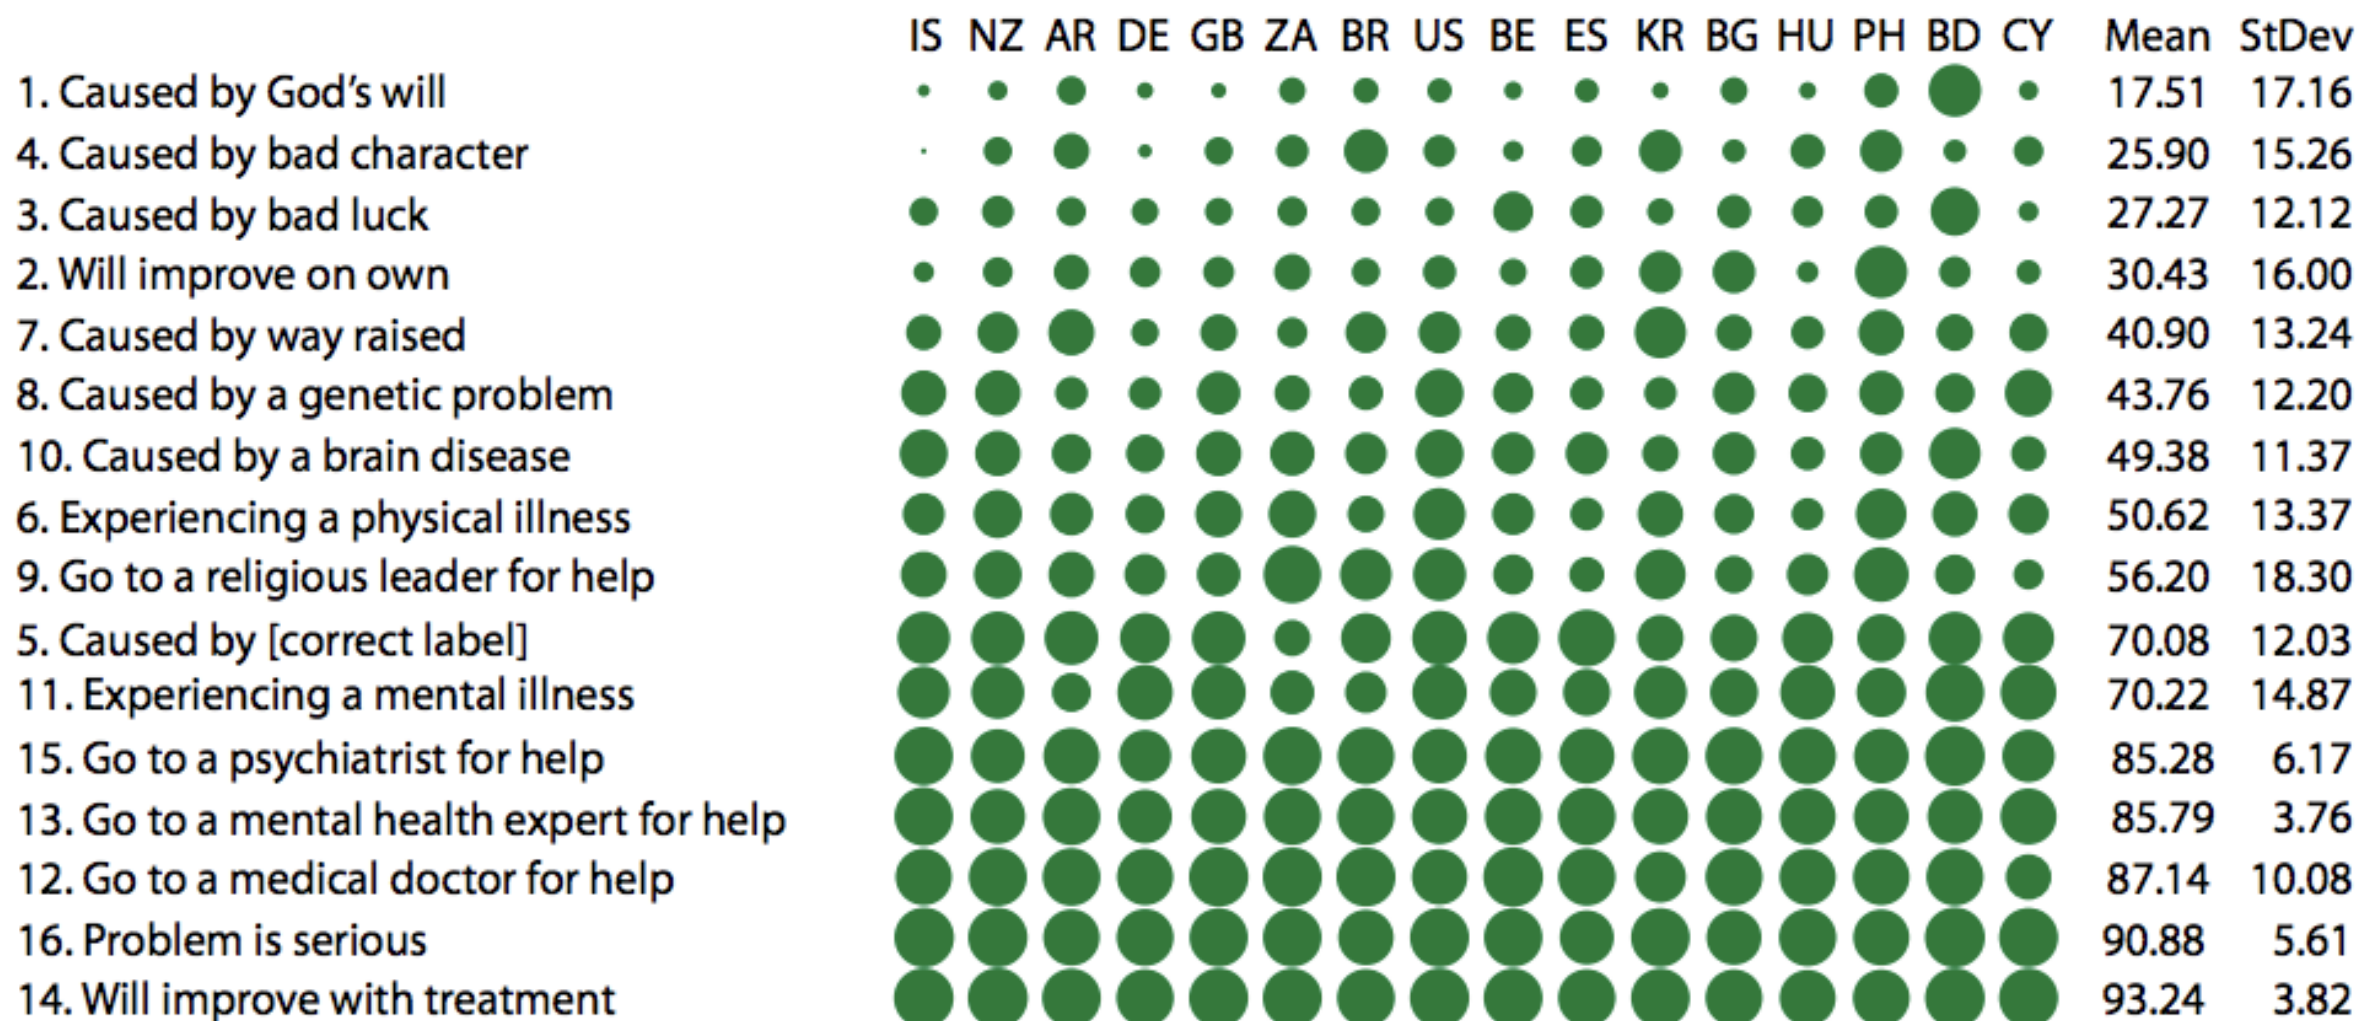 IS NZ AR DE GB ZA BR US BE ES KR BG HU PH BD CY Mean StDev
1. Caused by God’s will 17.51 17.16
4. Caused by bad character 25.90 15.26
3. Caused by bad luck 27.27 12.12
2. Will improve on own 30.43 16.00
7. Caused by way raised 40.90 13.24
8. Caused by a genetic problem 43.76 12.20
10. Caused by a brain disease 49.38 11.37
6. Experiencing a physical illness 50.62 13.37
9. Go to a religious leader for help 56.20 18.30
5. Caused by [correct label] 70.08 12.03
11. Experiencing a mental illness 70.22 14.87
15. Go to a psychiatrist for help 85.28 6.17
13. Go to a mental health expert for help 85.79 3.76
12. Go to a medical doctor for help 87.14 10.08
16. Problem is serious 90.88 5.61
14. Will improve with treatment 93.24 3.82